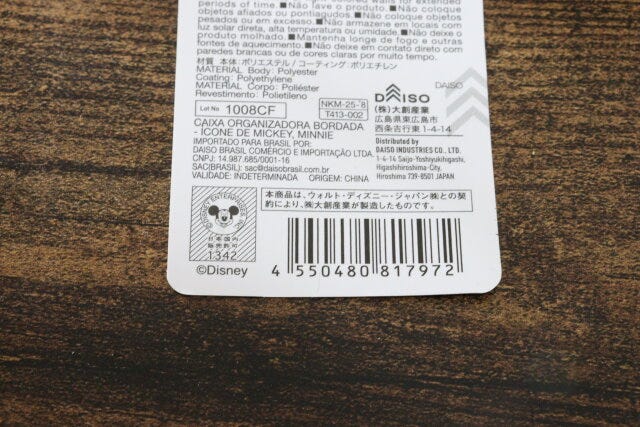 periods of time. ■Não lave o produto. ■Não coloque
objetos afiados ou pontiagudos. ■Não coloque objetos
pesados ou em excesso. ■Não armazene em locais com
luz solar direta, alta temperatura ou umidade. ■Não deixe o
produto molhado. ■Mantenha longe de fogo e outras
fontes de aquecimento. ■Não deixe em contato direto com
paredes brancas ou de cores claras por muito tempo.
材質 本体：ポリエステル / コーティング：ポリエチレン
MATERIAL Body: Polyester
Coating: Polyethylene
MATERIAL Corpo: Poliéster
Revestimento: Polietileno
Lot No 1008CF
NKM-25-8
T413-002
CAIXA ORGANIZADORA BORDADA
- ÍCONE DE MICKEY, MINNIE
IMPORTADO PARA BRASIL POR:
DAISO BRASIL COMÉRCIO E IMPORTAÇÃO LTDA.
CNPJ: 14.987.685/0001-16
SAC(BRASIL): sac@daisobrasil.com.br
VALIDADE: INDETERMINADA ORIGEM: CHINA
DAISO
DAISO
(株)大創産業
広島県東広島市
西条吉行東1-4-14
Distributed by
DAISO INDUSTRIES CO., LTD.
1-4-14 Saijo-Yoshiyukihigashi,
Higashihiroshima-City,
Hiroshima 739-8501 JAPAN
本商品は、ウォルト・ディズニー・ジャパン(株)との契
約により、(株)大創産業が製造したものです。
DISNEY ENTERPRISES, INC.
日本国内
販売許可
1342
©Disney
4 550480 817972